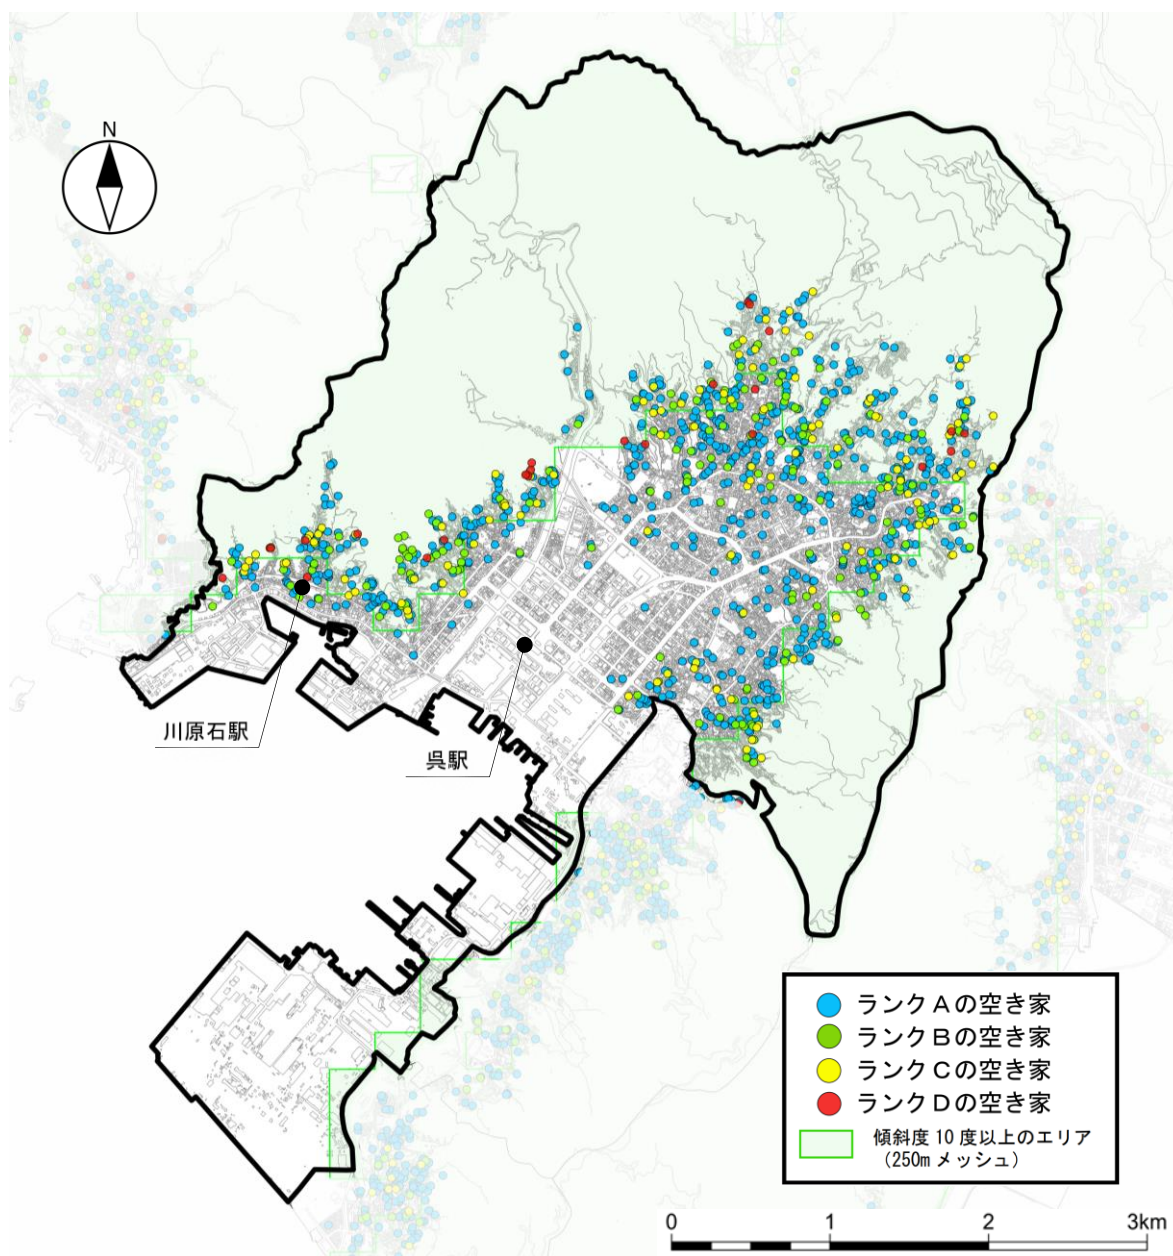 N
川原石駅
呉駅
ランクAの空き家
ランクBの空き家
ランクCの空き家
ランクDの空き家
傾斜度 10 度以上のエリア
(250m メッシュ)
0 1 2 3km